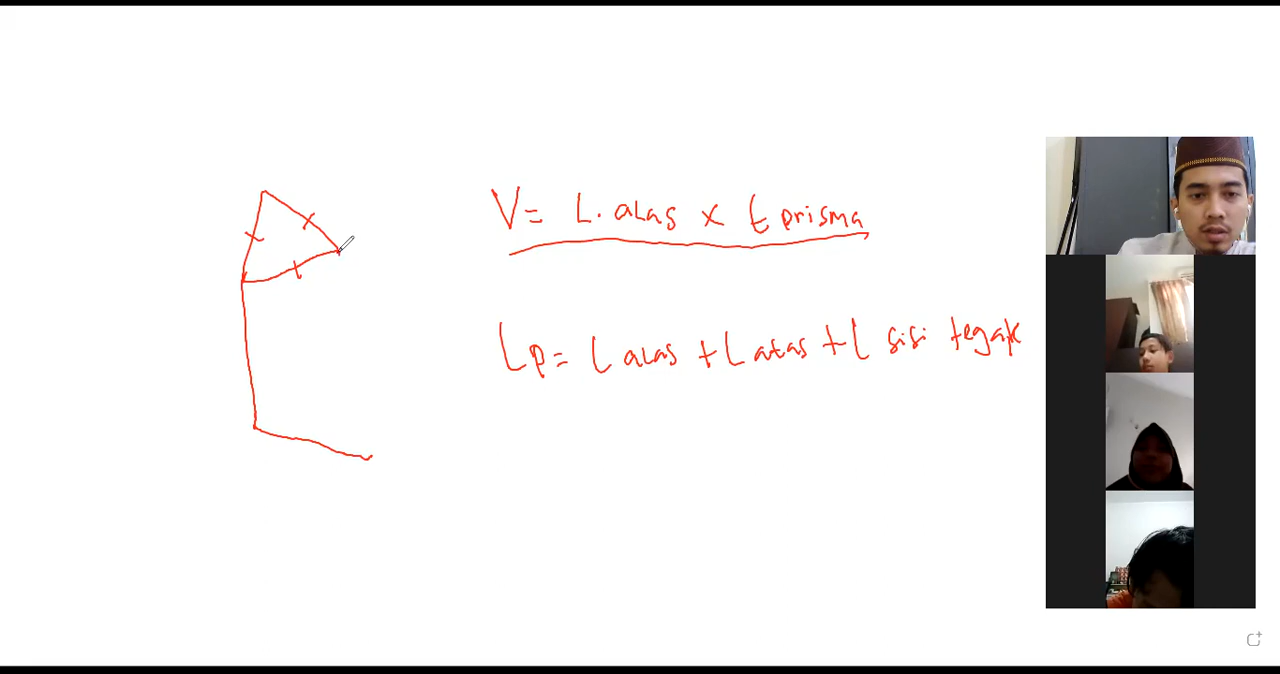 V= L. alas x t prisma
Lp= L alas + L atas + L sisi tegak